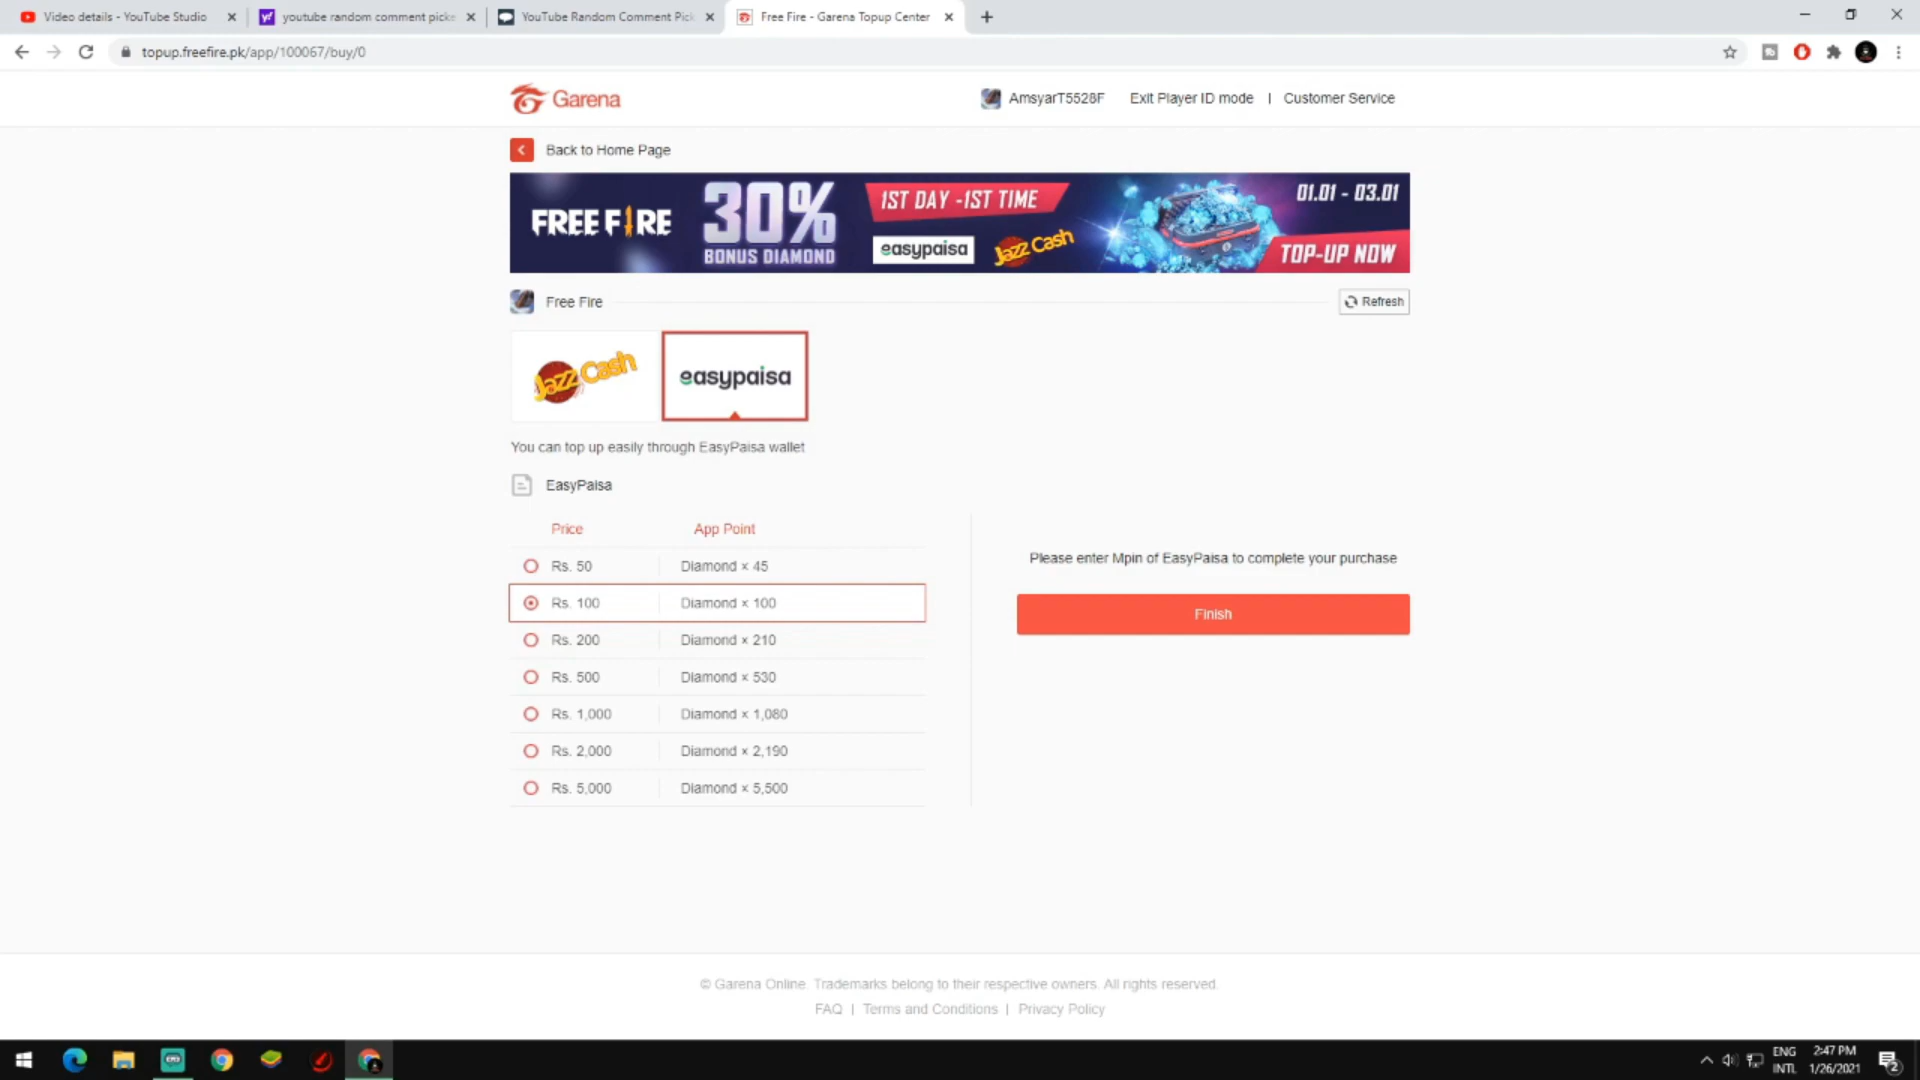 Video details - YouTube Studio
youtube random comment picke
YouTube Random Comment Pick
Free Fire - Garena Topup Center
topup.freefire.pk/app/100067/buy/0
Garena
AmsyarT5528F
Exit Player ID mode | Customer Service
Back to Home Page
FREE FIRE
30%
BONUS DIAMOND
1ST DAY -1ST TIME
easypaisa
Jazz Cash
01.01 - 03.01
TOP-UP NOW
Free Fire
Refresh
Jazz Cash
easypaisa
You can top up easily through EasyPaisa wallet
EasyPaisa
Price App Point
Rs. 50 Diamond × 45
Rs. 100 Diamond × 100
Rs. 200 Diamond × 210
Rs. 500 Diamond × 530
Rs. 1,000 Diamond × 1,080
Rs. 2,000 Diamond × 2,190
Rs. 5,000 Diamond × 5,500
Please enter Mpin of EasyPaisa to complete your purchase
Finish
© Garena Online. Trademarks belong to their respective owners. All rights reserved.
FAQ | Terms and Conditions | Privacy Policy
ENG
INTL
2:47 PM
1/26/2021
2